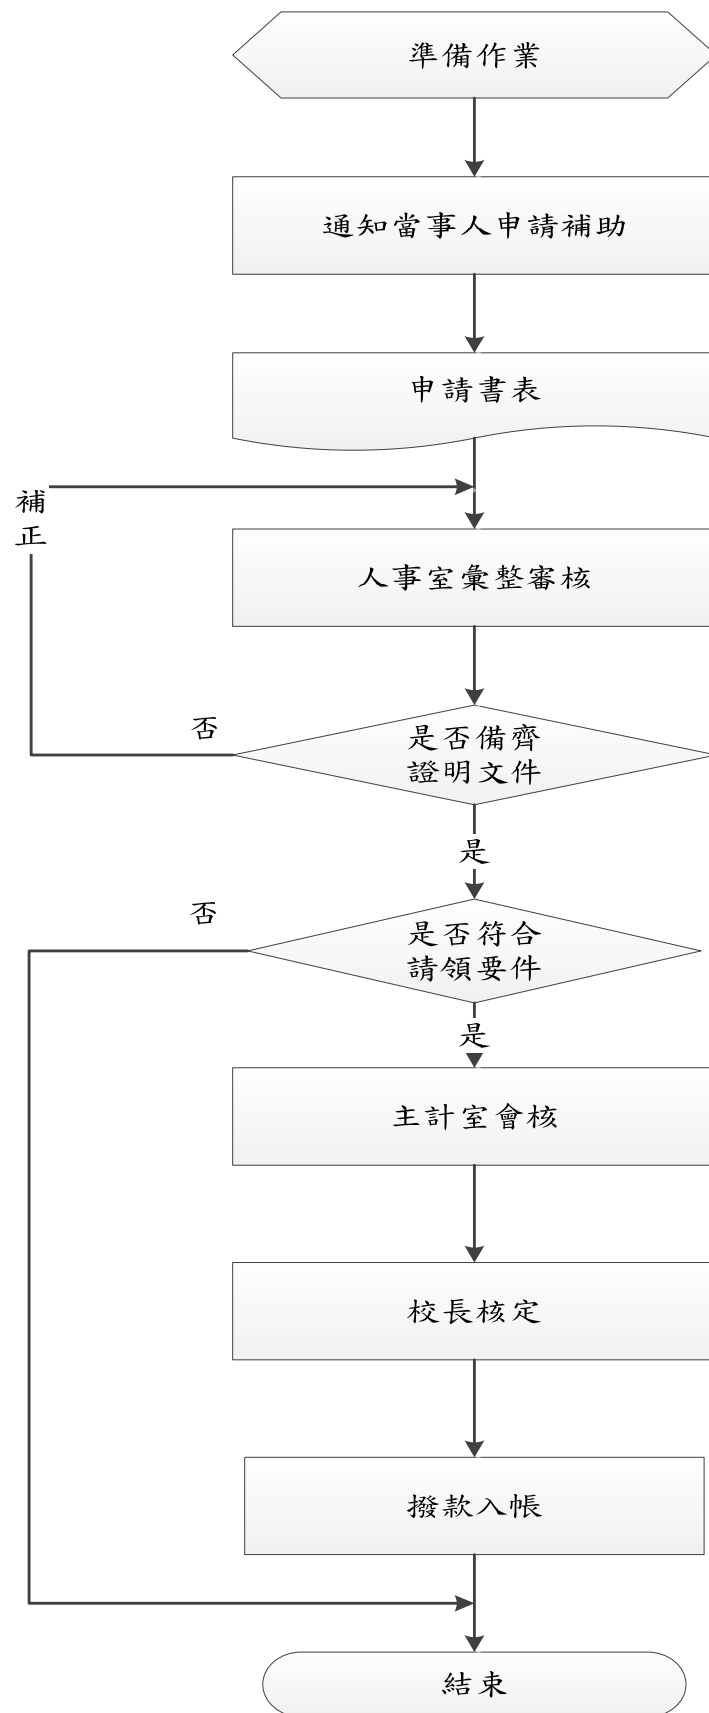 準備作業
通知當事人申請補助
申請書表
補
正
人事室彙整審核
否
是否備齊
證明文件
是
否
是否符合
請領要件
是
主計室會核
校長核定
撥款入帳
結束